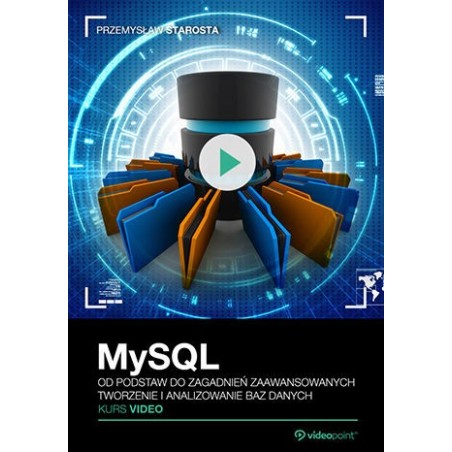 PRZEMYSŁAW STAROSTA
MySQL
OD PODSTAW DO ZAGADNIEŃ ZAAWANSOWANYCH
TWORZENIE I ANALIZOWANIE BAZ DANYCH
KURS VIDEO
videopoint